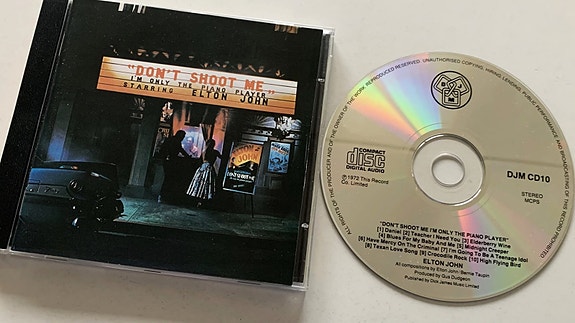 "DON'T SHOOT ME"
I'M ONLY THE PIANO PLAYER"
STARRING ELTON JOHN
ELTON
JOHN
ALL RIGHTS OF THE PRODUCER AND OF THE OWNER OF THE WORK REPRODUCED RESERVED. UNAUTHORISED COPYING, HIRING, LENDING, PUBLIC PERFORMANCE AND BROADCASTING OF THIS RECORD PROHIBITED.
COMPACT
disc
DIGITAL AUDIO
DJM CD10
℗ 1972 This Record
Co. Limited
STEREO
MCPS
"DON'T SHOOT ME I'M ONLY THE PIANO PLAYER"
[1] Daniel [2] Teacher I Need You [3] Elderberry Wine
[4] Blues For My Baby And Me [5] Midnight Creeper
[6] Have Mercy On The Criminal [7] I'm Going To Be A Teenage Idol
[8] Texan Love Song [9] Crocodile Rock [10] High Flying Bird
ELTON JOHN
All compositions by Elton John/Bernie Taupin
Produced by Gus Dudgeon
Published by Dick James Music Limited